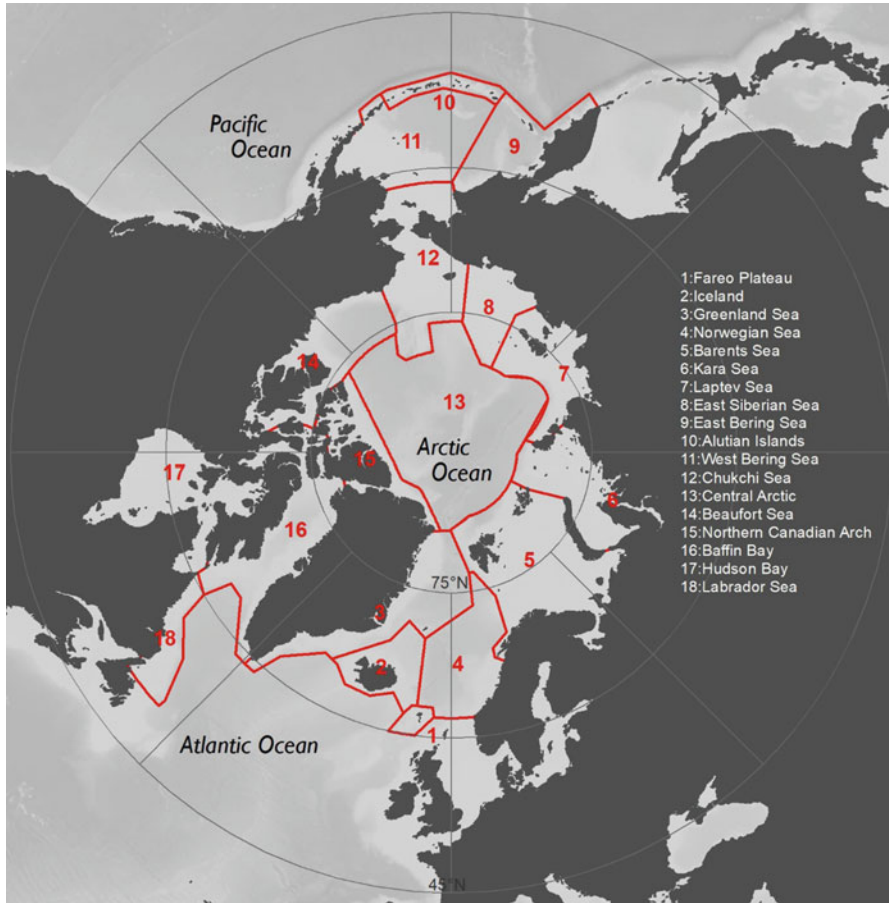 Pacific
Ocean
10
11
9
12
8
14
7
13
Arctic
Ocean
17
15
6
16
5
75°N
3
18
2
4
1
Atlantic Ocean
45°N
1:Fareo Plateau
2:Iceland
3:Greenland Sea
4:Norwegian Sea
5:Barents Sea
6:Kara Sea
7:Laptev Sea
8:East Siberian Sea
9:East Bering Sea
10:Alutian Islands
11:West Bering Sea
12:Chukchi Sea
13:Central Arctic
14:Beaufort Sea
15:Northern Canadian Arch
16:Baffin Bay
17:Hudson Bay
18:Labrador Sea